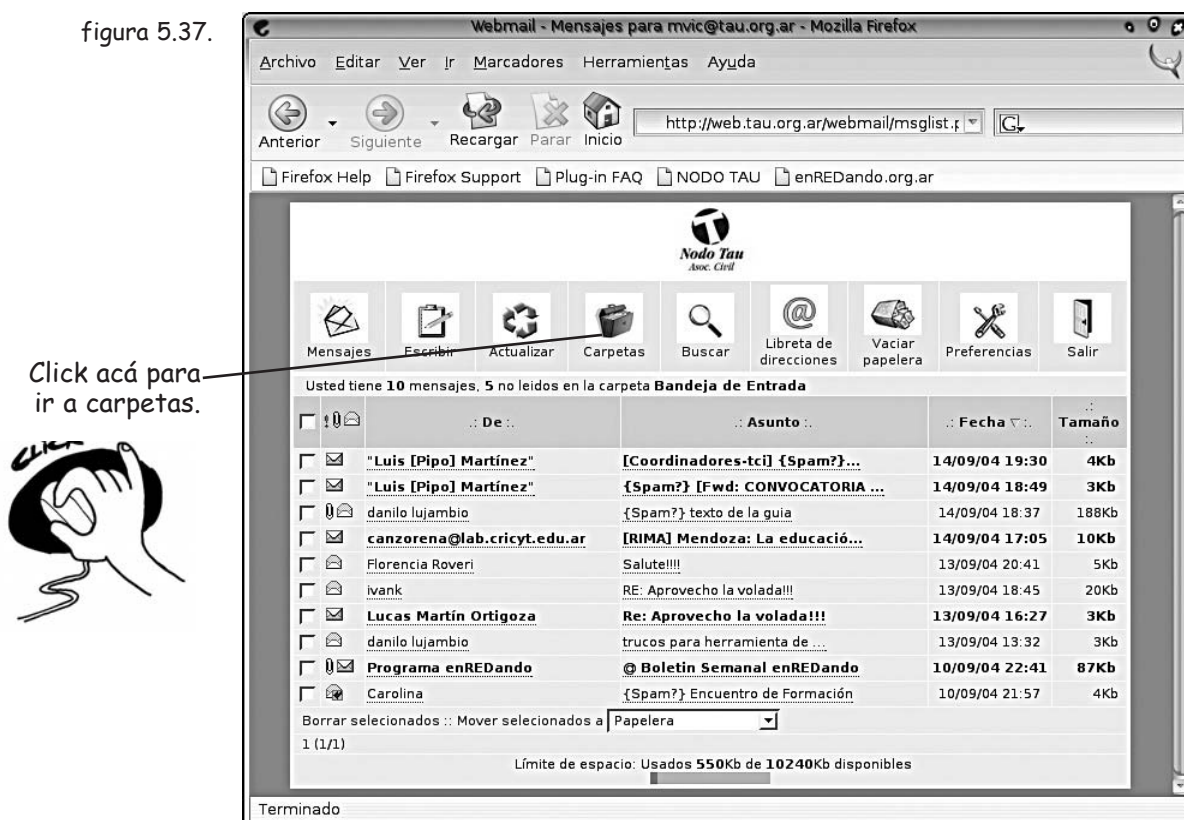 figura 5.37.
Webmail - Mensajes para mvic@tau.org.ar - Mozilla Firefox
Archivo Editar Ver Ir Marcadores Herramientas Ayuda
Anterior Siguiente Recargar Parar Inicio http://web.tau.org.ar/webmail/msglist.p G
Firefox Help Firefox Support Plug-in FAQ NODO TAU enREDando.org.ar
T
Nodo Tau
Asoc. Civil
Mensajes Escribir Actualizar Carpetas Buscar Libreta de direcciones Vaciar papelera Preferencias Salir
Click acá para
ir a carpetas.
CLICK
Usted tiene 10 mensajes, 5 no leidos en la carpeta Bandeja de Entrada
.: De :. .: Asunto :. .: Fecha :. .: Tamaño :.
"Luis [Pipo] Martínez" [Coordinadores-tci] {Spam?}... 14/09/04 19:30 4Kb
"Luis [Pipo] Martínez" {Spam?} [Fwd: CONVOCATORIA ... 14/09/04 18:49 3Kb
danilo lujambio {Spam?} texto de la guia 14/09/04 18:37 188Kb
canzorena@lab.cricyt.edu.ar [RIMA] Mendoza: La educació... 14/09/04 17:05 10Kb
Florencia Roveri Salute!!!! 13/09/04 20:41 5Kb
ivank RE: Aprovecho la volada!!! 13/09/04 18:45 20Kb
Lucas Martín Ortigoza Re: Aprovecho la volada!!! 13/09/04 16:27 3Kb
danilo lujambio trucos para herramienta de ... 13/09/04 13:32 3Kb
Programa enREDando @ Boletin Semanal enREDando 10/09/04 22:41 87Kb
Carolina {Spam?} Encuentro de Formación 10/09/04 21:57 4Kb
Borrar selecionados :: Mover selecionados a Papelera
1 (1/1)
Límite de espacio: Usados 550Kb de 10240Kb disponibles
Terminado